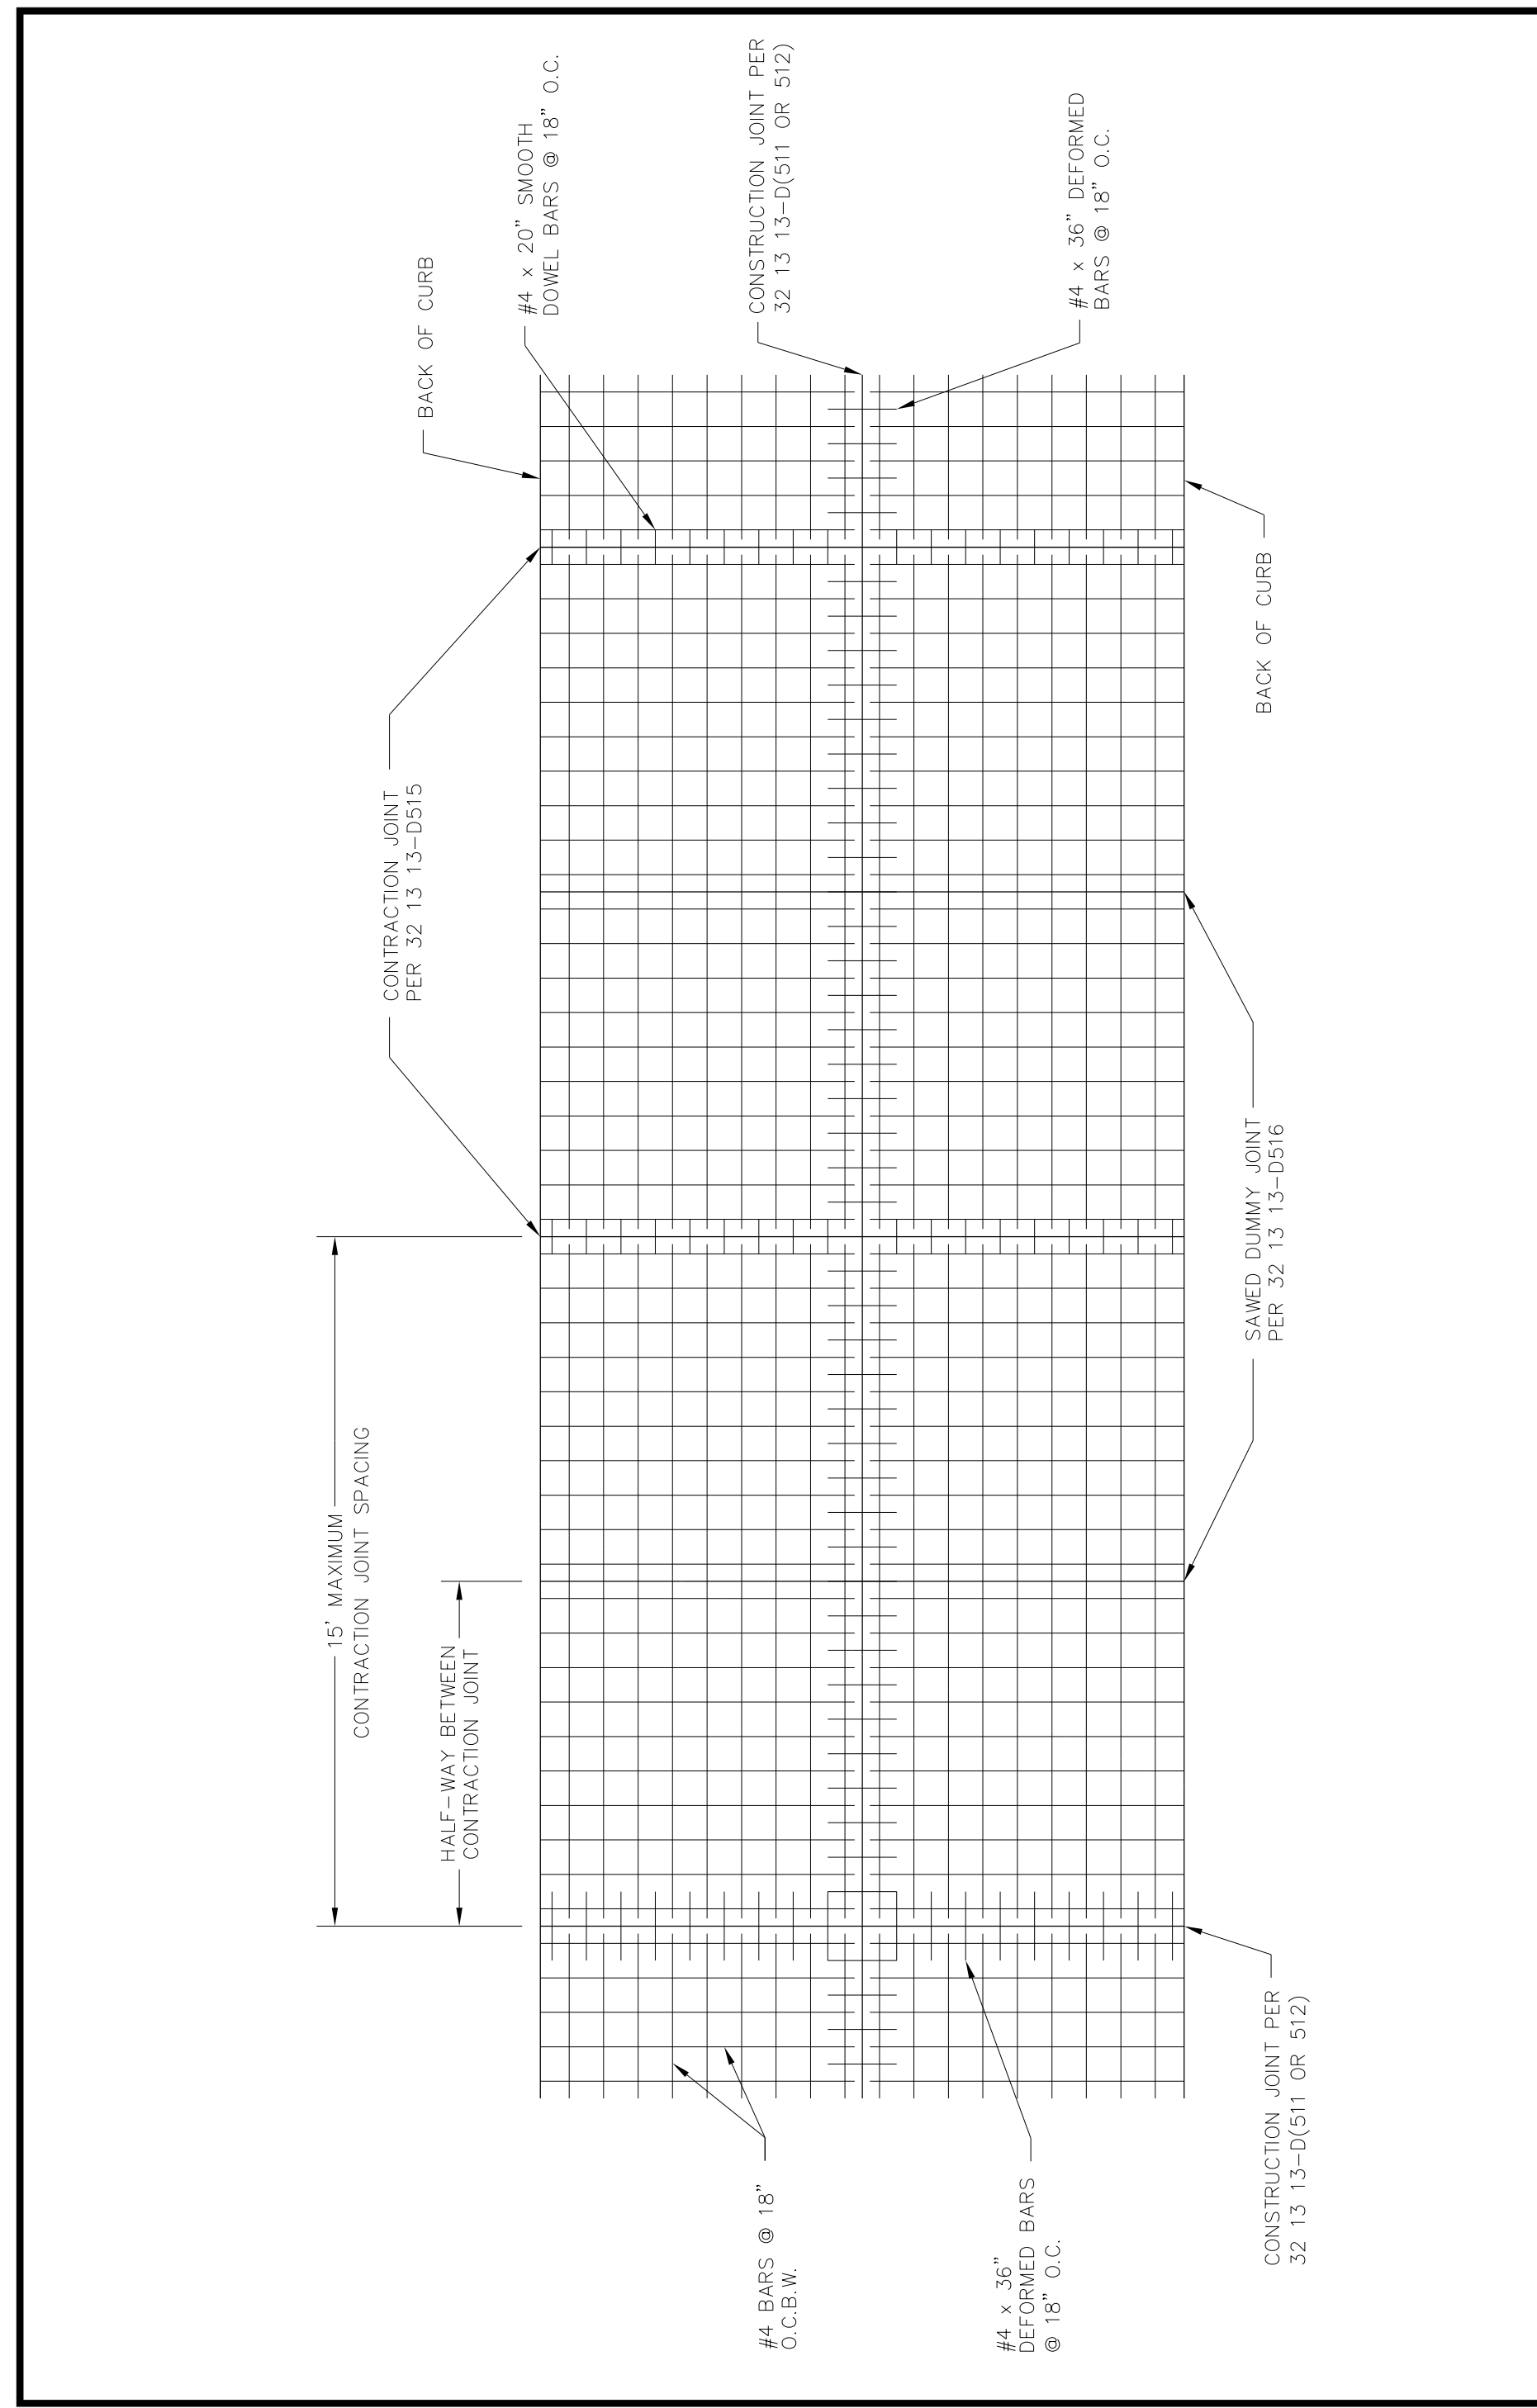 BACK OF CURB
#4 x 20" SMOOTH
DOWEL BARS @ 18" O.C.
CONSTRUCTION JOINT PER
32 13 13-D(511 OR 512)
#4 x 36" DEFORMED
BARS @ 18" O.C.
BACK OF CURB
CONTRACTION JOINT
PER 32 13 13-D515
SAWED DUMMY JOINT
PER 32 13 13-D516
15' MAXIMUM
CONTRACTION JOINT SPACING
HALF-WAY BETWEEN
CONTRACTION JOINT
#4 BARS @ 18"
O.C.B.W.
#4 x 36"
DEFORMED BARS
@ 18" O.C.
CONSTRUCTION JOINT PER
32 13 13-D(511 OR 512)